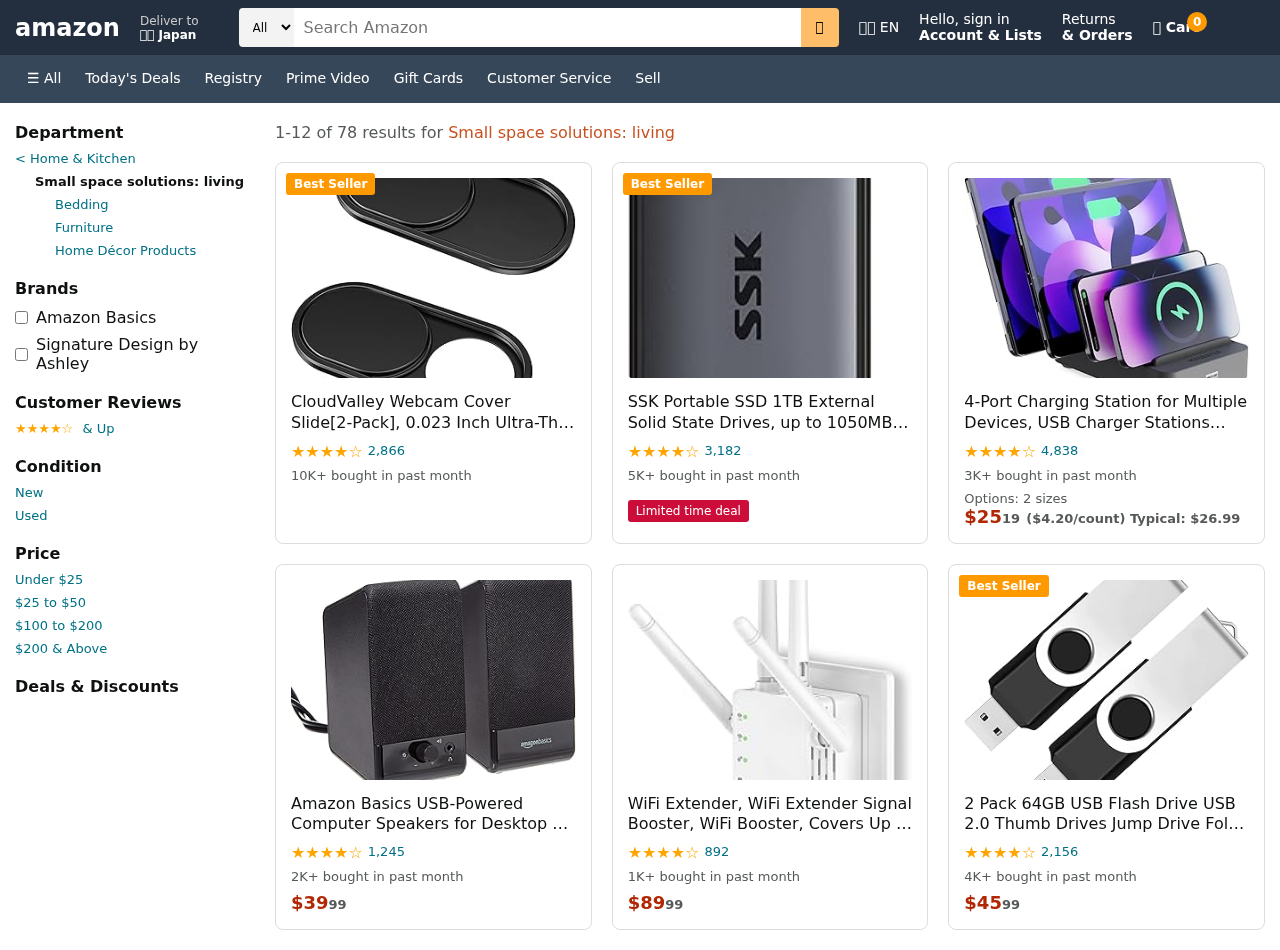 amazon
Deliver to
Japan
All
Search Amazon
EN
Hello, sign in
Account & Lists
Returns
& Orders
0
☰ All
Today's Deals
Registry
Prime Video
Gift Cards
Customer Service
Sell
Department
< Home & Kitchen
Small space solutions: living
Bedding
Furniture
Home Décor Products
Brands
Amazon Basics
Signature Design by
Ashley
Customer Reviews
★★★★☆ & Up
Condition
New
Used
Price
Under $25
$25 to $50
$100 to $200
$200 & Above
Deals & Discounts
1-12 of 78 results for Small space solutions: living
Best Seller
CloudValley Webcam Cover
Slide[2-Pack], 0.023 Inch Ultra-Th…
★★★★☆ 2,866
10K+ bought in past month
Best Seller
SSK
SSK Portable SSD 1TB External
Solid State Drives, up to 1050MB…
★★★★☆ 3,182
5K+ bought in past month
Limited time deal
4-Port Charging Station for Multiple
Devices, USB Charger Stations…
★★★★☆ 4,838
3K+ bought in past month
Options: 2 sizes
$25 19 ($4.20/count) Typical: $26.99
amazonbasics
Amazon Basics USB-Powered
Computer Speakers for Desktop …
★★★★☆ 1,245
2K+ bought in past month
$39 99
WiFi Extender, WiFi Extender Signal
Booster, WiFi Booster, Covers Up …
★★★★☆ 892
1K+ bought in past month
$89 99
Best Seller
2 Pack 64GB USB Flash Drive USB
2.0 Thumb Drives Jump Drive Fol…
★★★★☆ 2,156
4K+ bought in past month
$45 99